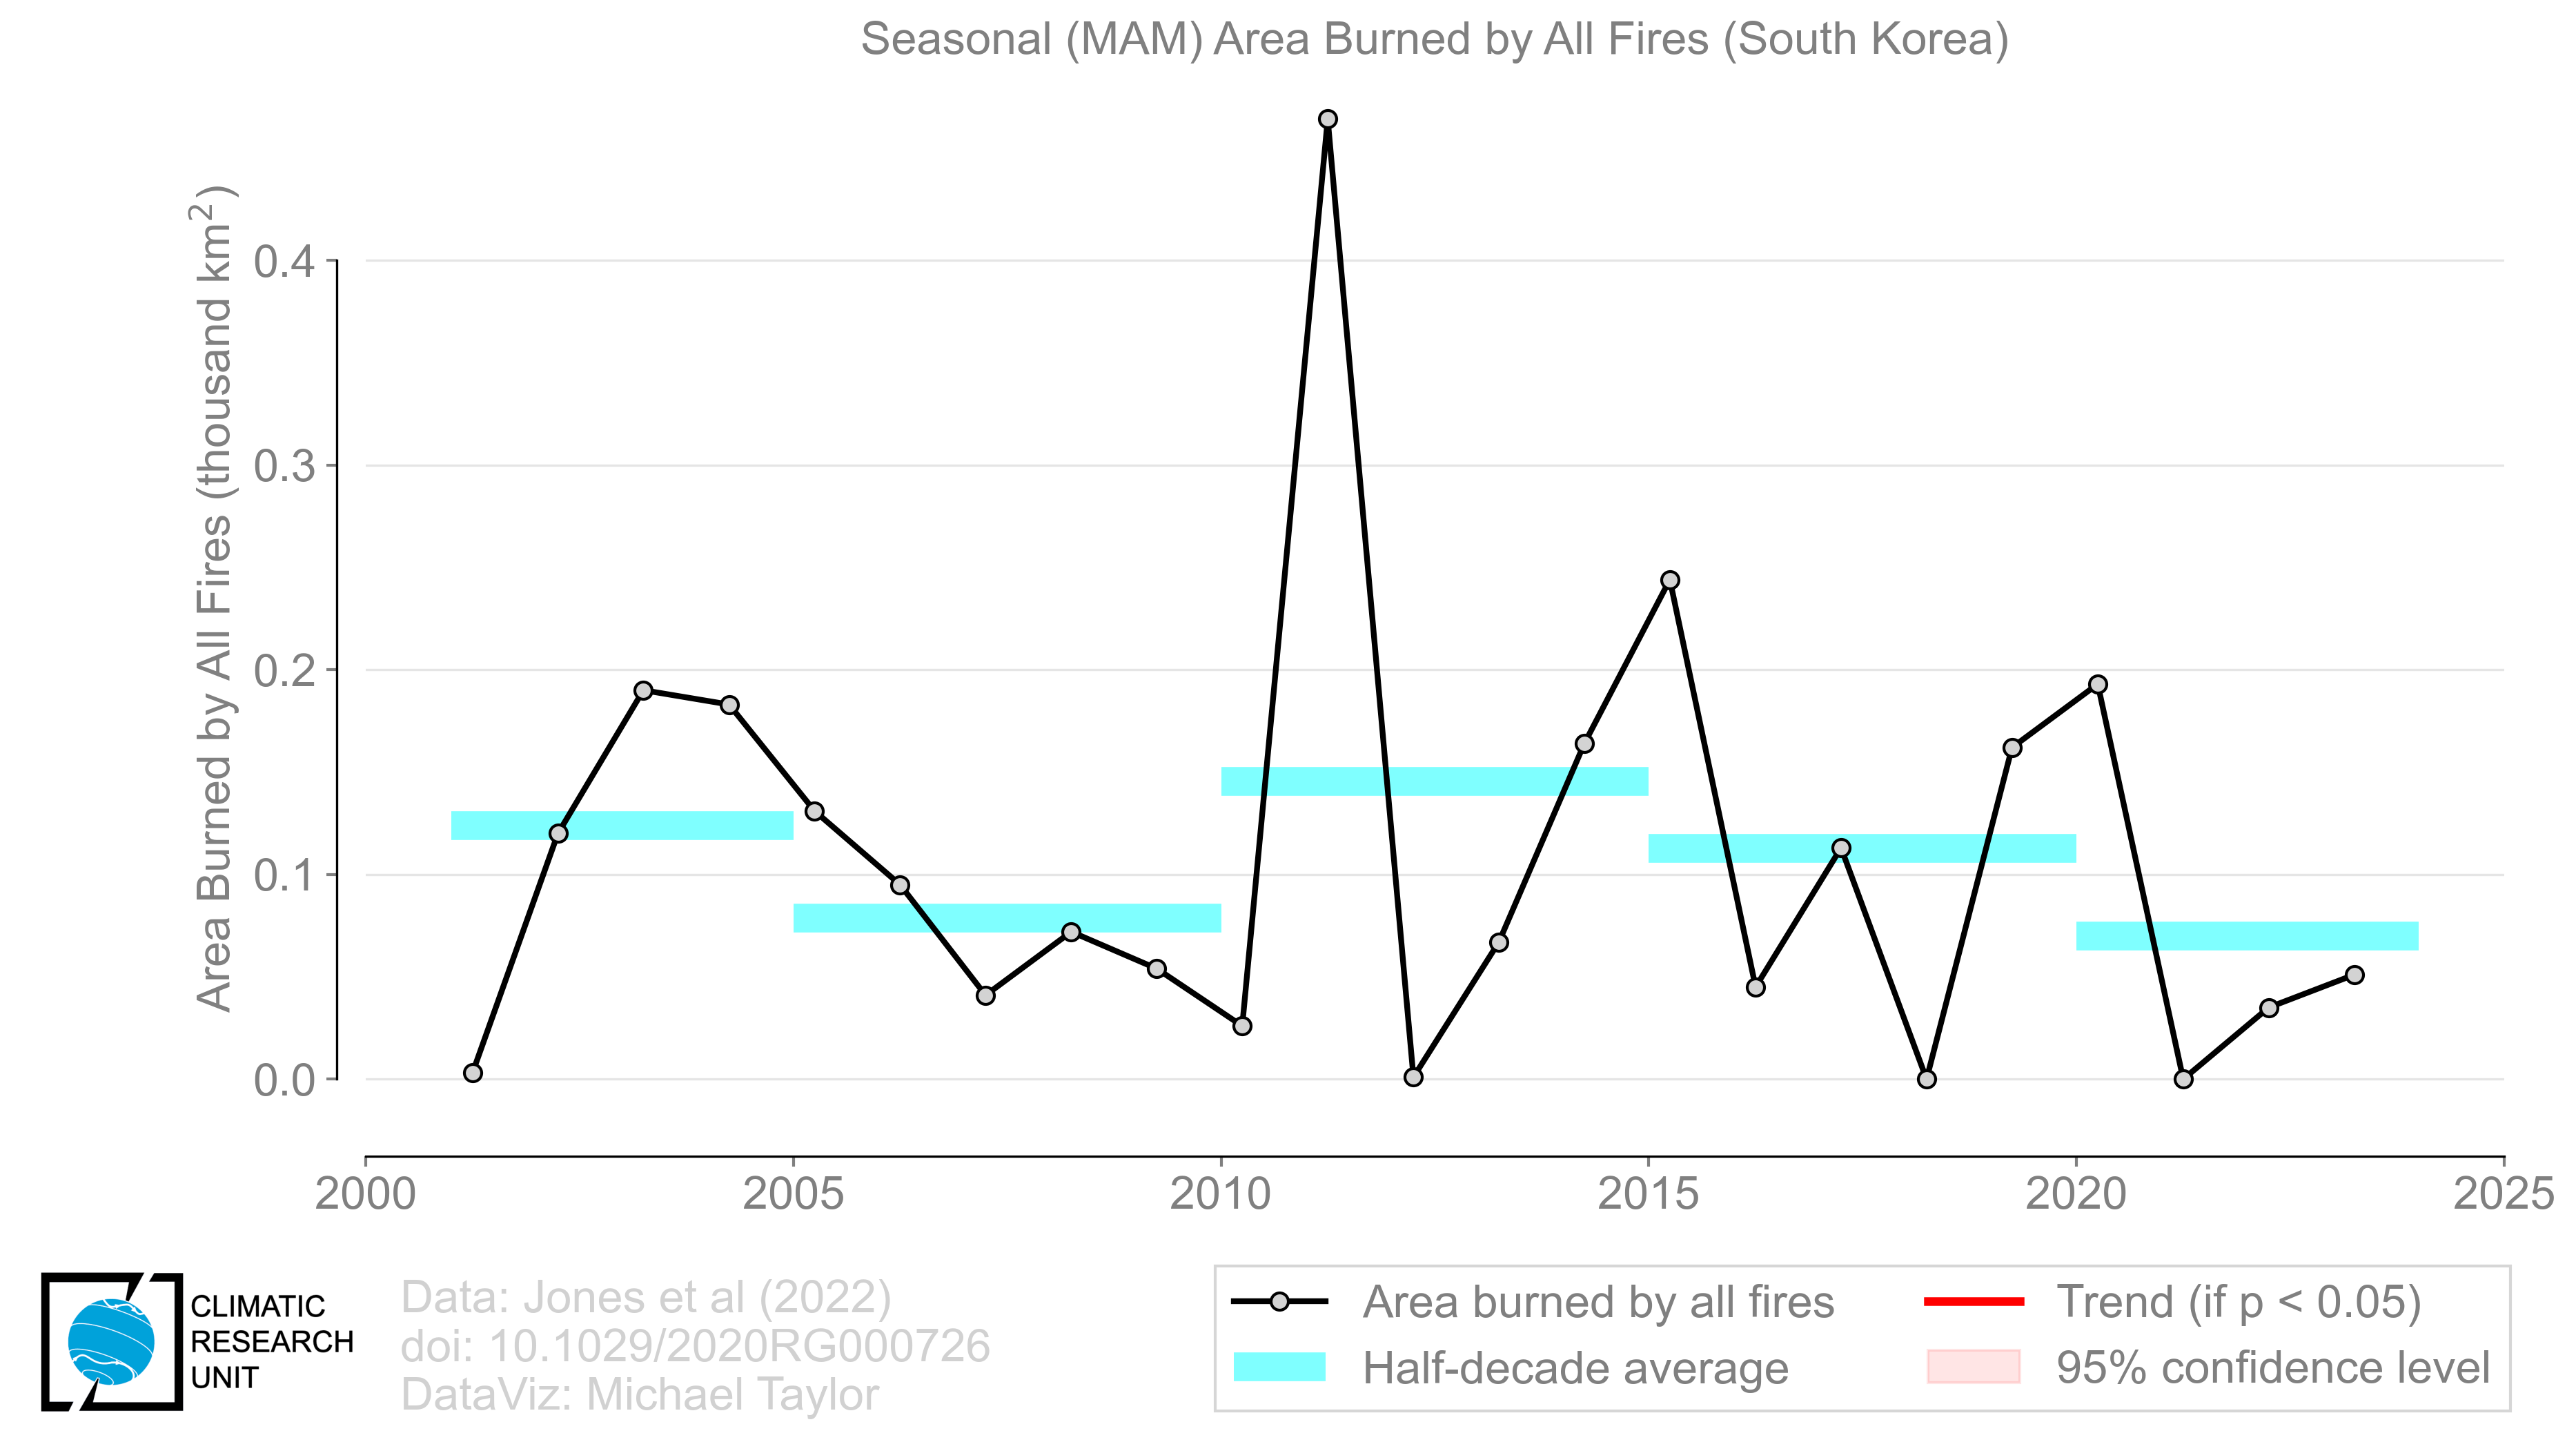 Seasonal (MAM) Area Burned by All Fires (South Korea)
Area Burned by All Fires (thousand km²)
0.4
0.3
0.2
0.1
0.0
2000 2005 2010 2015 2020 2025
CLIMATIC
RESEARCH
UNIT
Data: Jones et al (2022)
doi: 10.1029/2020RG000726
DataViz: Michael Taylor
Area burned by all fires
Half-decade average
Trend (if p < 0.05)
95% confidence level